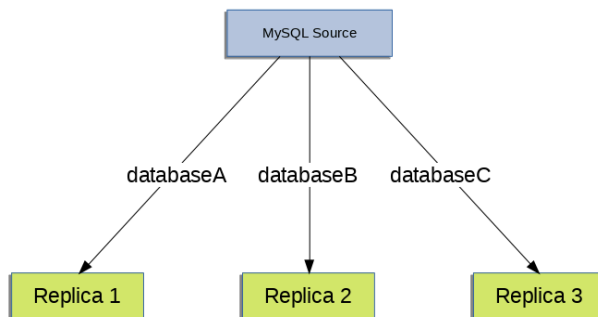 MySQL Source
databaseA databaseB databaseC
Replica 1 Replica 2 Replica 3